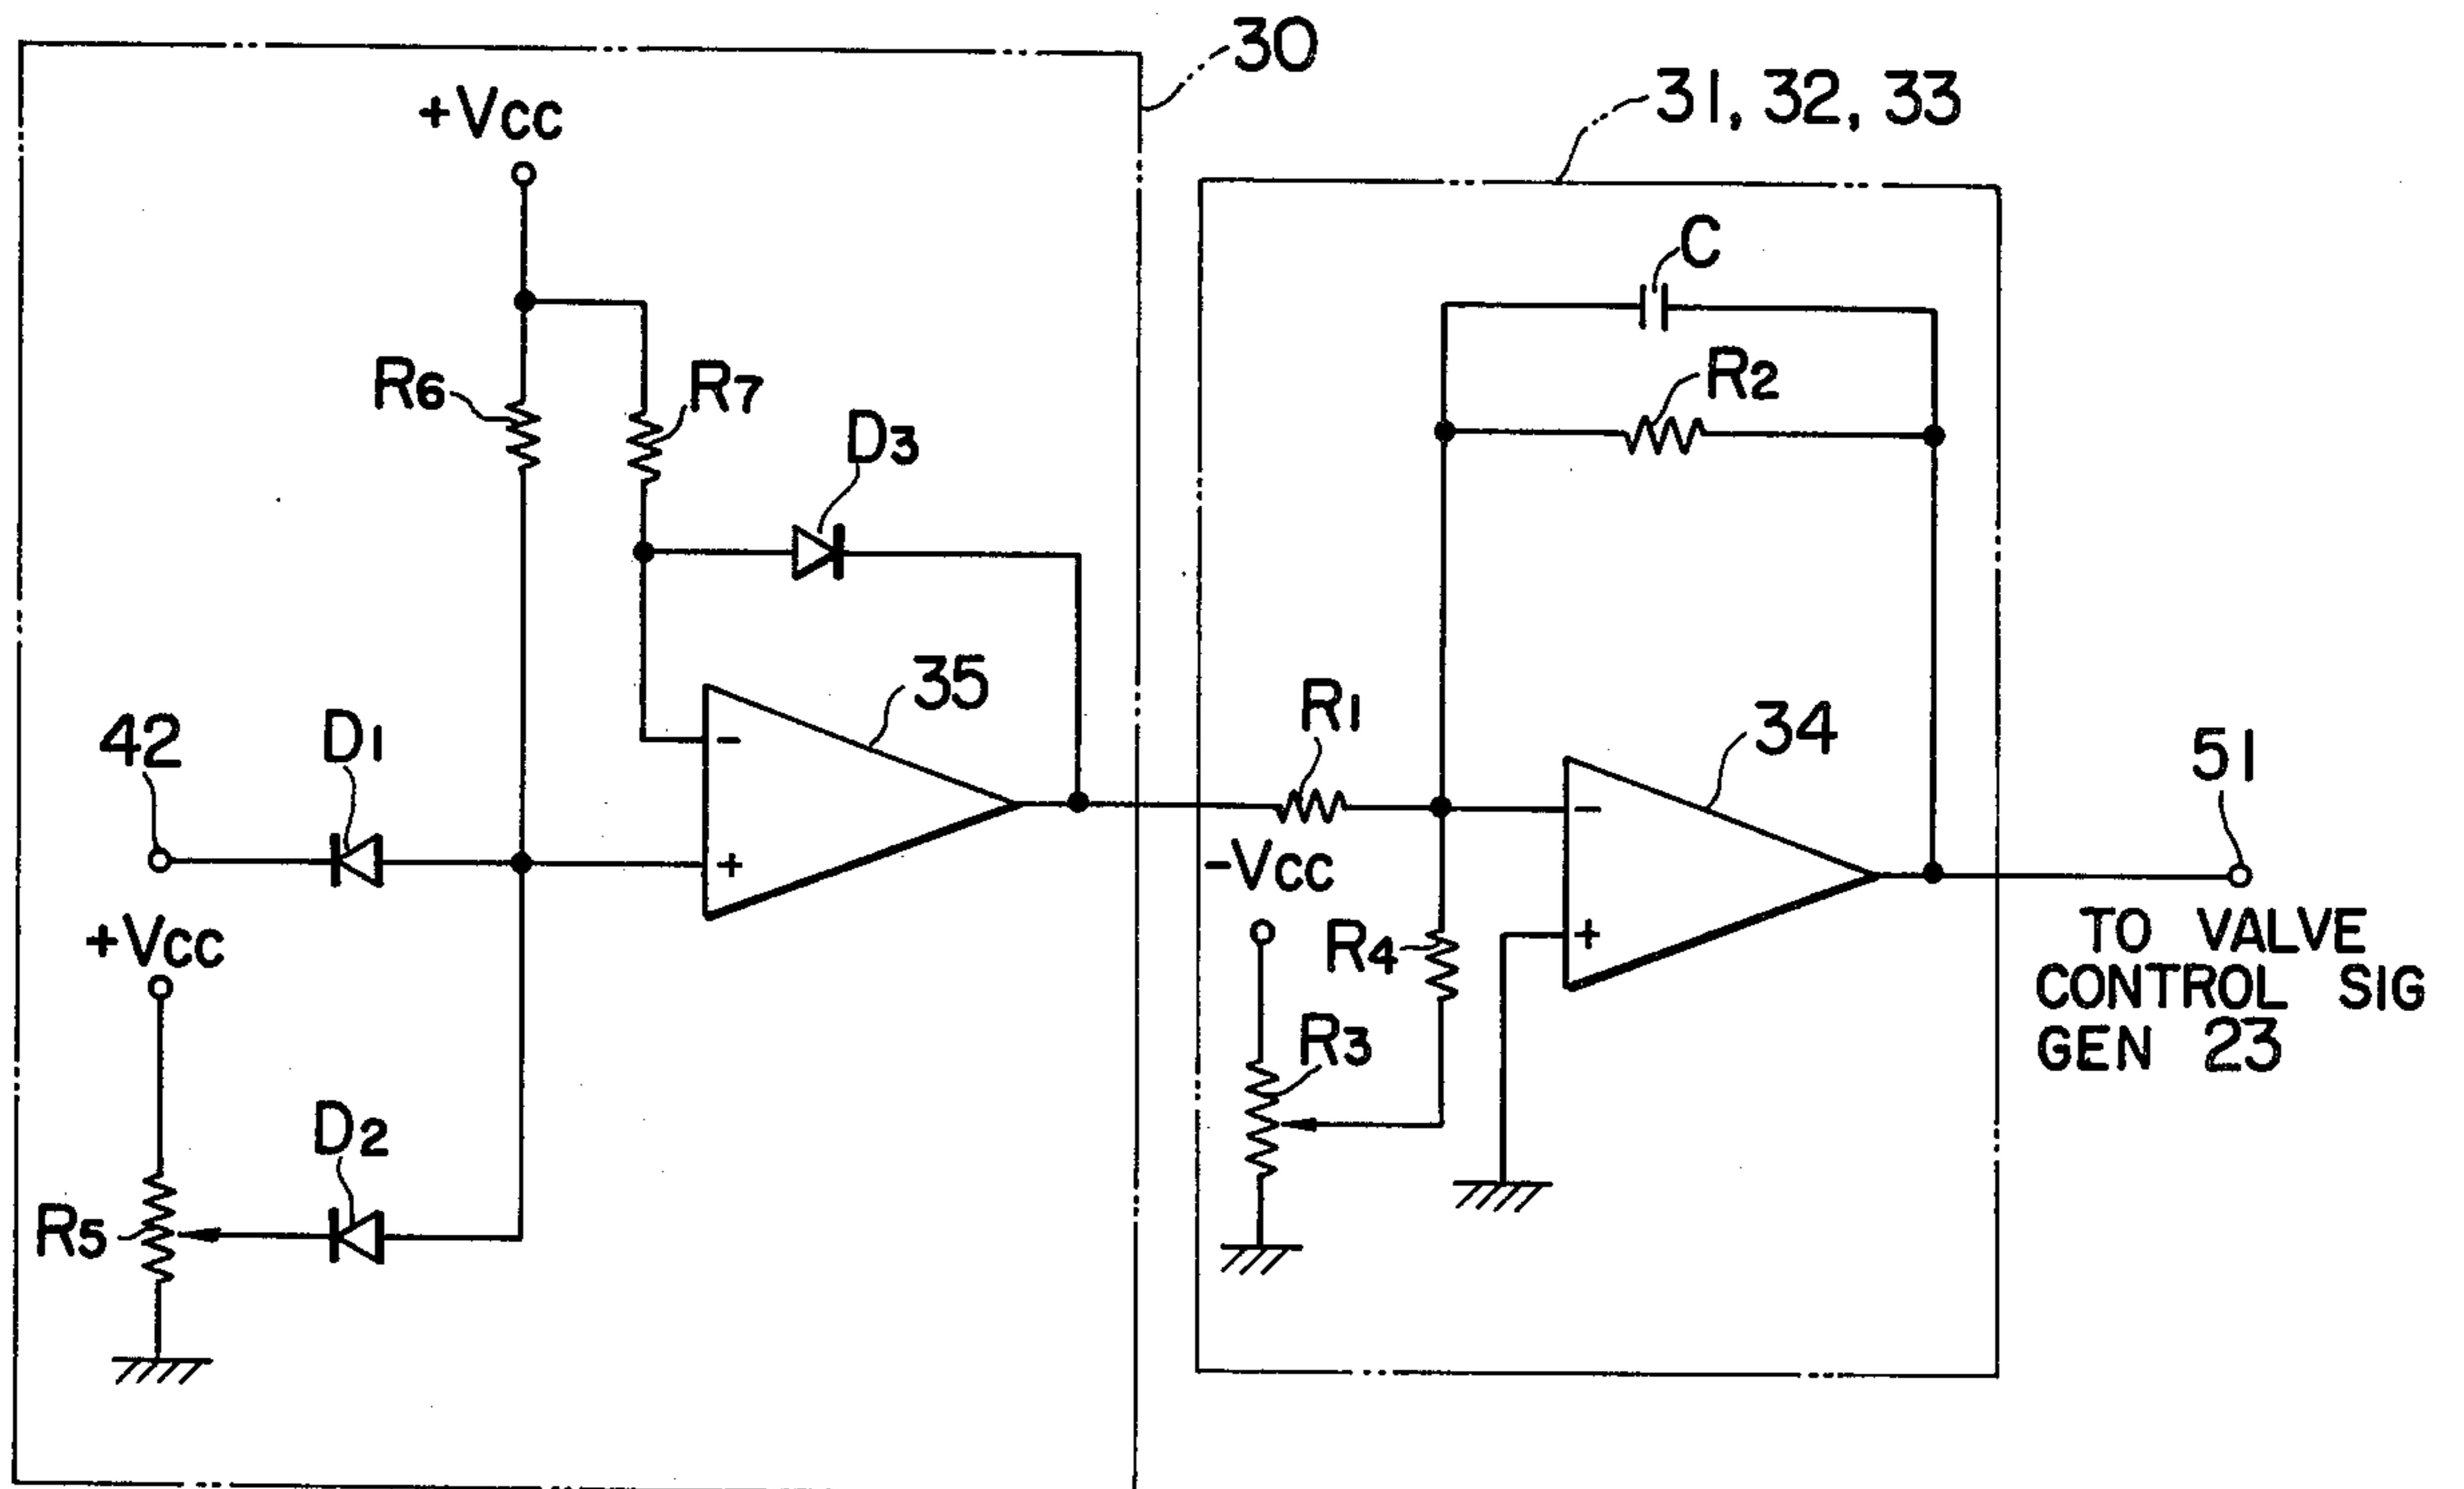 30
31, 32, 33
+VCC
C
R6
R7
R2
D3
35
42
D1
R1
34
51
-VCC
+VCC
R4
TO VALVE
CONTROL SIG
GEN 23
R3
D2
R5
-
+
-
+